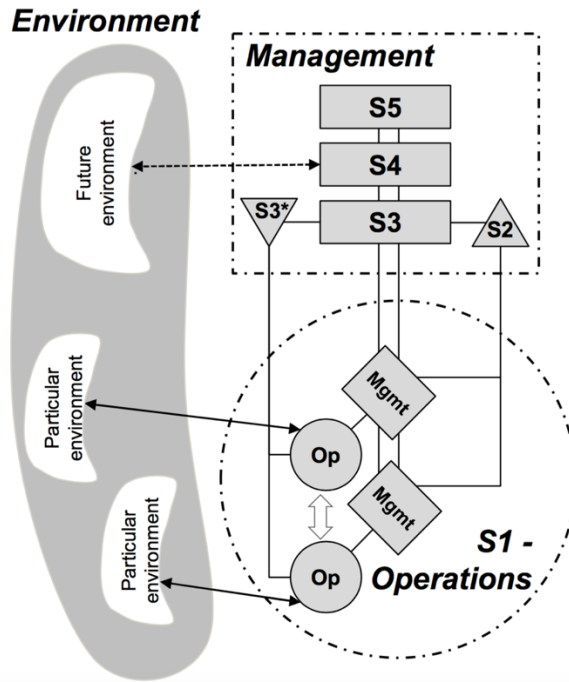 Environment
Management
S5
S4
S3
S3*
S2
Future
environment
Particular
environment
Particular
environment
Mgmt
Op
Mgmt
Op
S1 -
Operations